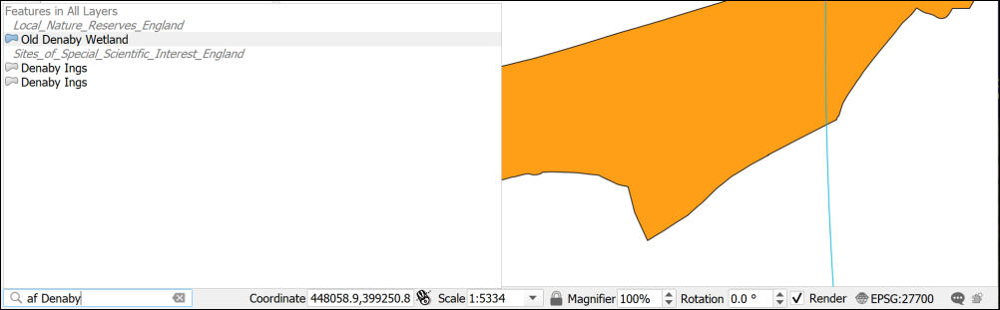 Features in All Layers
Local_Nature_Reserves_England
Old Denaby Wetland
Sites_of_Special_Scientific_Interest_England
Denaby Ings
Denaby Ings
af Denaby Coordinate 448058.9,399250.8 Scale 1:5334 Magnifier 100% Rotation 0.0 ° Render EPSG:27700